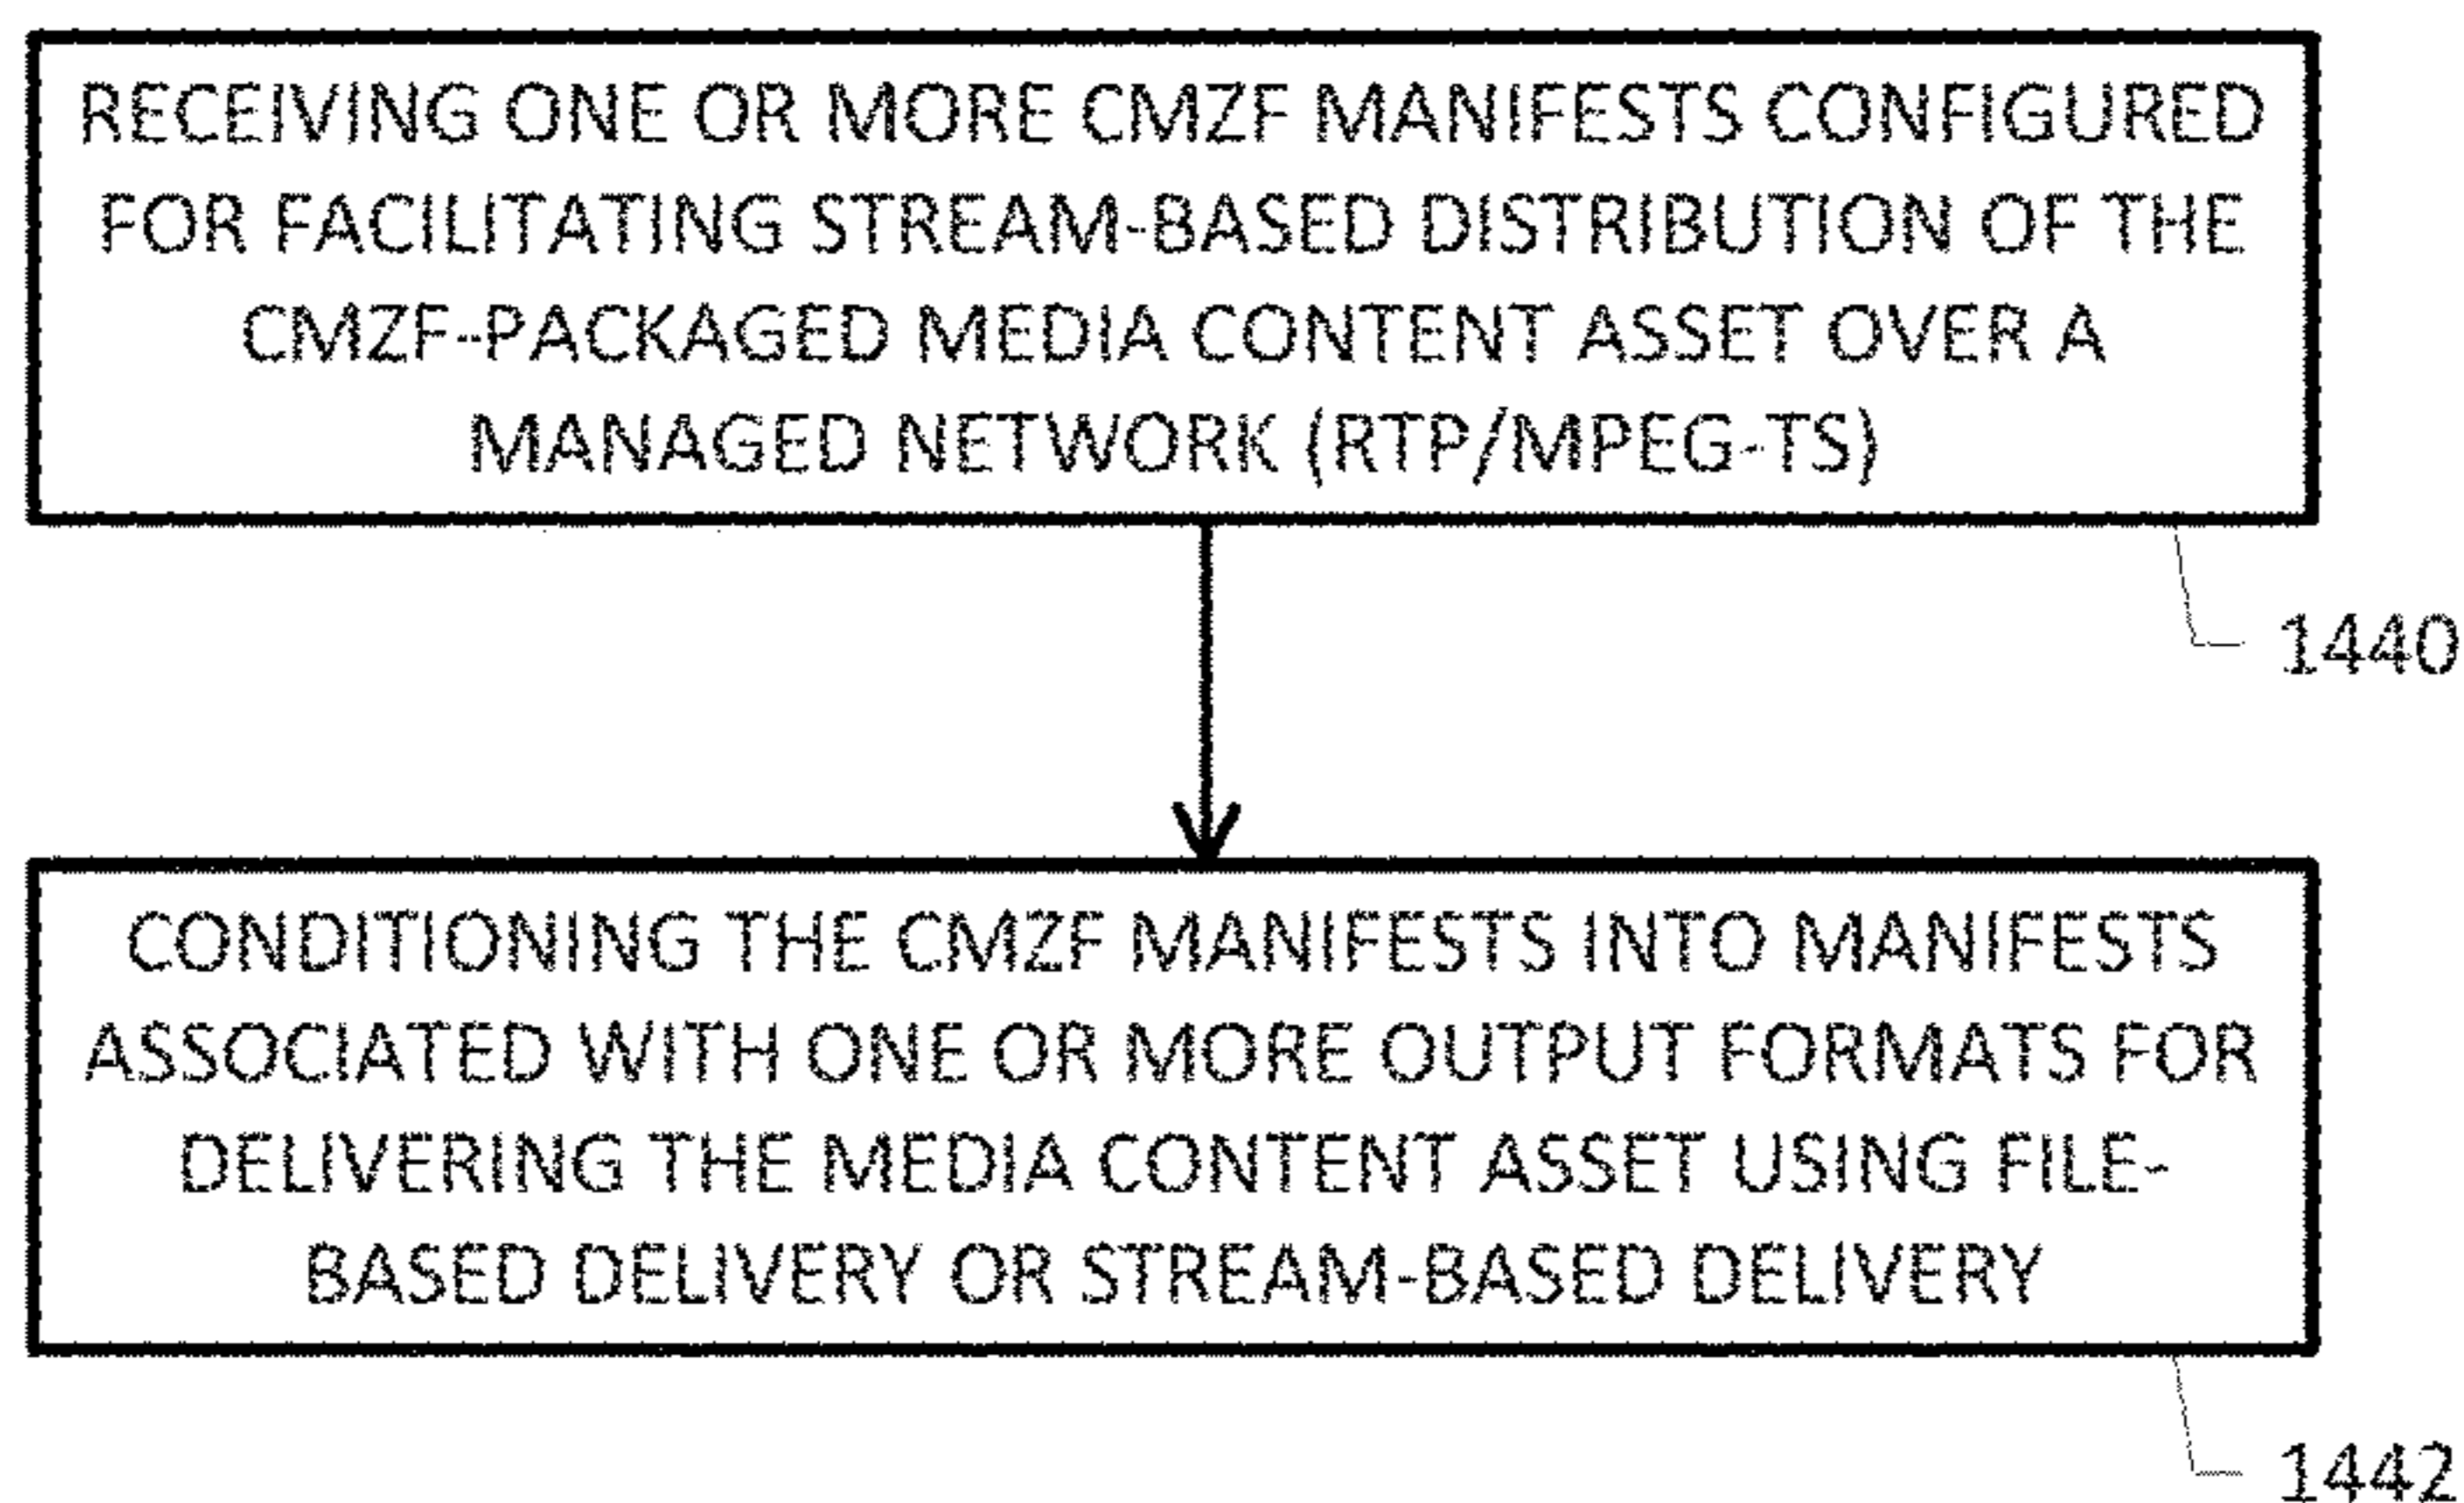 RECEIVING ONE OR MORE CMZF MANIFESTS CONFIGURED
FOR FACILITATING STREAM-BASED DISTRIBUTION OF THE
CMZF-PACKAGED MEDIA CONTENT ASSET OVER A
MANAGED NETWORK (RTP/MPEG-TS)
1440
CONDITIONING THE CMZF MANIFESTS INTO MANIFESTS
ASSOCIATED WITH ONE OR MORE OUTPUT FORMATS FOR
DELIVERING THE MEDIA CONTENT ASSET USING FILE-
BASED DELIVERY OR STREAM-BASED DELIVERY
1442